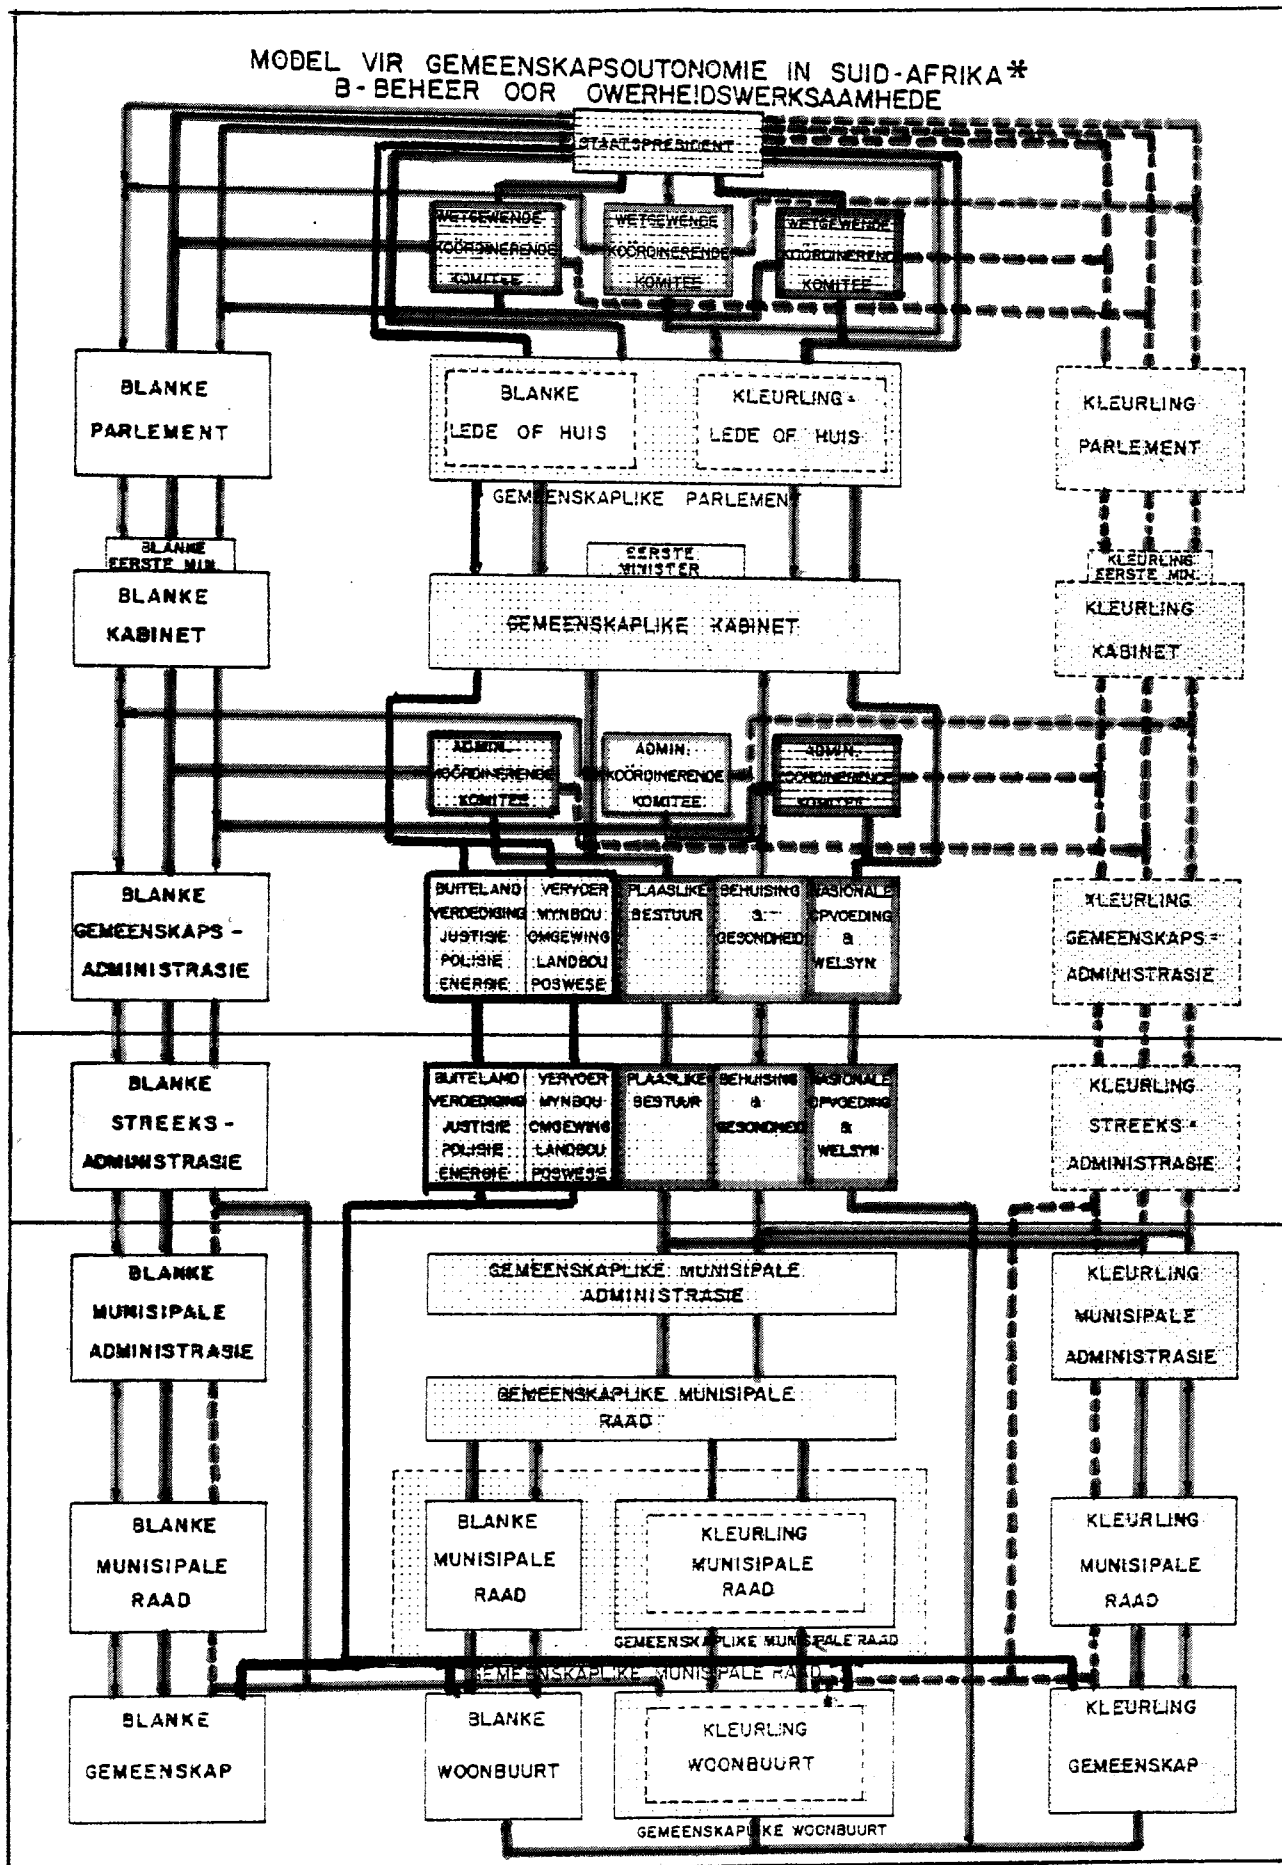 MODEL VIR GEMEENSKAPSOUTONOMIE IN SUID-AFRIKA*
B-BEHEER OOR OWERHEIDSWERKSAAMHEDE
STAATSPRESIDENT
WETGEWENDE
KOÖRDINERENDE
KOMITEE
WETGEWENDE
KOÖRDINERENDE
KOMITEE
WETGEWENDE
KOÖRDINERENDE
KOMITEE
BLANKE
PARLEMENT
BLANKE
LEDE OF HUIS
KLEURLING-
LEDE OF HUIS
GEMEENSKAPLIKE PARLEMENT
KLEURLING
PARLEMENT
BLANKE
EERSTE MIN.
BLANKE
KABINET
EERSTE
MINISTER
GEMEENSKAPLIKE KABINET
KLEURLING
EERSTE MIN.
KLEURLING
KABINET
ADMIN.
KOÖRDINERENDE
KOMITEE
ADMIN.
KOÖRDINERENDE
KOMITEE
ADMIN.
KOÖRDINERENDE
KOMITEE
BLANKE
GEMEENSKAPS-
ADMINISTRASIE
BUITELAND
VERDEDIGING
JUSTISIE
POLISIE
ENERGIE
VERVOER
MYNBOU
OMGEWING
LANDBOU
POSWESE
PLAASLIKE
BESTUUR
BEHUISING
&
GESONDHEID
NASIONALE
OPVOEDING
&
WELSYN
KLEURLING
GEMEENSKAPS-
ADMINISTRASIE
BLANKE
STREEKS-
ADMINISTRASIE
BUITELAND
VERDEDIGING
JUSTISIE
POLISIE
ENERGIE
VERVOER
MYNBOU
OMGEWING
LANDBOU
POSWESE
PLAASLIKE
BESTUUR
BEHUISING
&
GESONDHEID
NASIONALE
OPVOEDING
&
WELSYN
KLEURLING
STREEKS-
ADMINISTRASIE
BLANKE
MUNISIPALE
ADMINISTRASIE
GEMEENSKAPLIKE MUNISIPALE
ADMINISTRASIE
KLEURLING
MUNISIPALE
ADMINISTRASIE
GEMEENSKAPLIKE MUNISIPALE
RAAD
BLANKE
MUNISIPALE
RAAD
BLANKE
MUNISIPALE
RAAD
KLEURLING
MUNISIPALE
RAAD
GEMEENSKAPLIKE MUNISIPALE RAAD
GEMEENSKAPLIKE MUNISIPALE RAAD
KLEURLING
MUNISIPALE
RAAD
BLANKE
GEMEENSKAP
BLANKE
WOONBUURT
KLEURLING
WOONBUURT
GEMEENSKAPLIKE WOONBUURT
KLEURLING
GEMEENSKAP